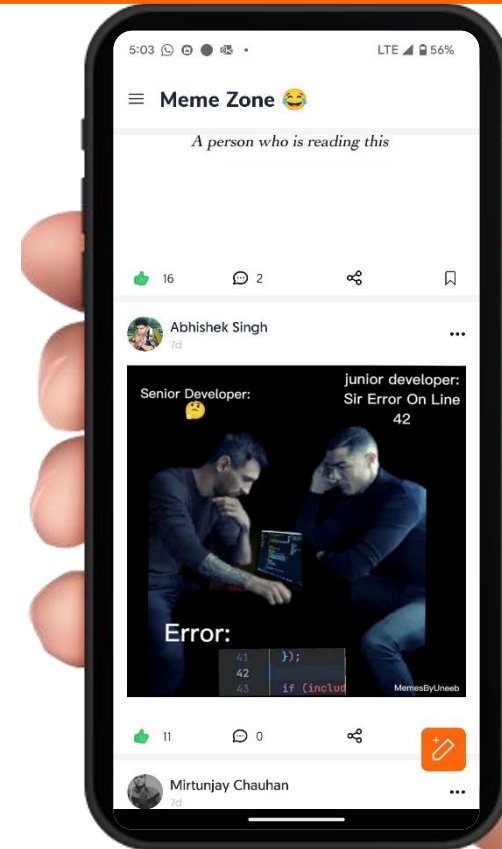 5:03
LTE 56%
Meme Zone 😂
A person who is reading this
16
2
Abhishek Singh
7d
Senior Developer:
🤔
junior developer:
Sir Error On Line
42
Error:
41 });
42
43 if (includ
MemesByUneeb
11
0
Mirtunjay Chauhan
7d